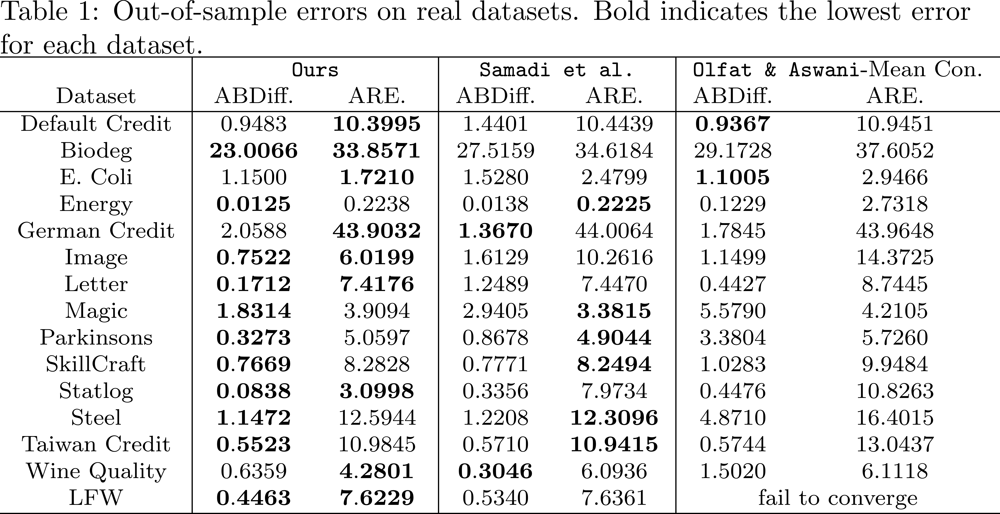 Table 1: Out-of-sample errors on real datasets. Bold indicates the lowest error
for each dataset.
Ours Samadi et al. Olfat & Aswani-Mean Con.
Dataset ABDiff. ARE. ABDiff. ARE. ABDiff. ARE.
Default Credit 0.9483 10.3995 1.4401 10.4439 0.9367 10.9451
Biodeg 23.0066 33.8571 27.5159 34.6184 29.1728 37.6052
E. Coli 1.1500 1.7210 1.5280 2.4799 1.1005 2.9466
Energy 0.0125 0.2238 0.0138 0.2225 0.1229 2.7318
German Credit 2.0588 43.9032 1.3670 44.0064 1.7845 43.9648
Image 0.7522 6.0199 1.6129 10.2616 1.1499 14.3725
Letter 0.1712 7.4176 1.2489 7.4470 0.4427 8.7445
Magic 1.8314 3.9094 2.9405 3.3815 5.5790 4.2105
Parkinsons 0.3273 5.0597 0.8678 4.9044 3.3804 5.7260
SkillCraft 0.7669 8.2828 0.7771 8.2494 1.0283 9.9484
Statlog 0.0838 3.0998 0.3356 7.9734 0.4476 10.8263
Steel 1.1472 12.5944 1.2208 12.3096 4.8710 16.4015
Taiwan Credit 0.5523 10.9845 0.5710 10.9415 0.5744 13.0437
Wine Quality 0.6359 4.2801 0.3046 6.0936 1.5020 6.1118
LFW 0.4463 7.6229 0.5340 7.6361 fail to converge